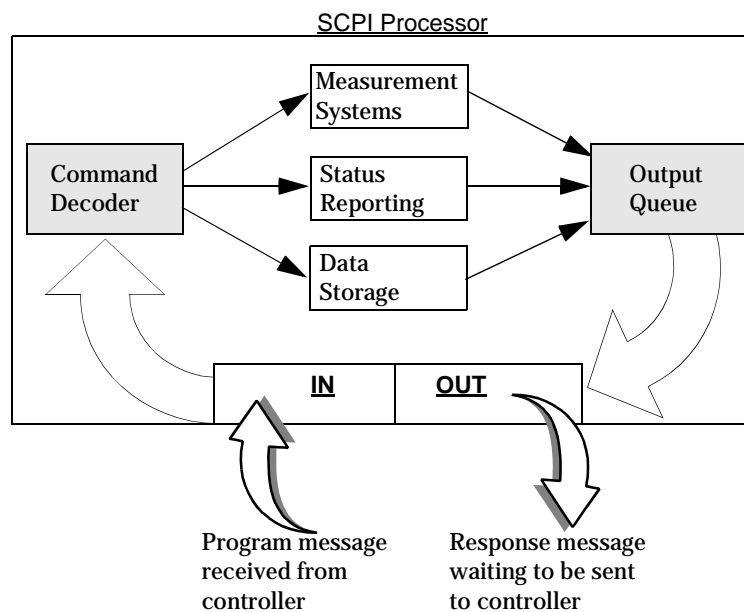 SCPI Processor
Measurement
Systems
Command
Decoder
Status
Reporting
Output
Queue
Data
Storage
IN
OUT
Program message
received from
controller
Response message
waiting to be sent
to controller